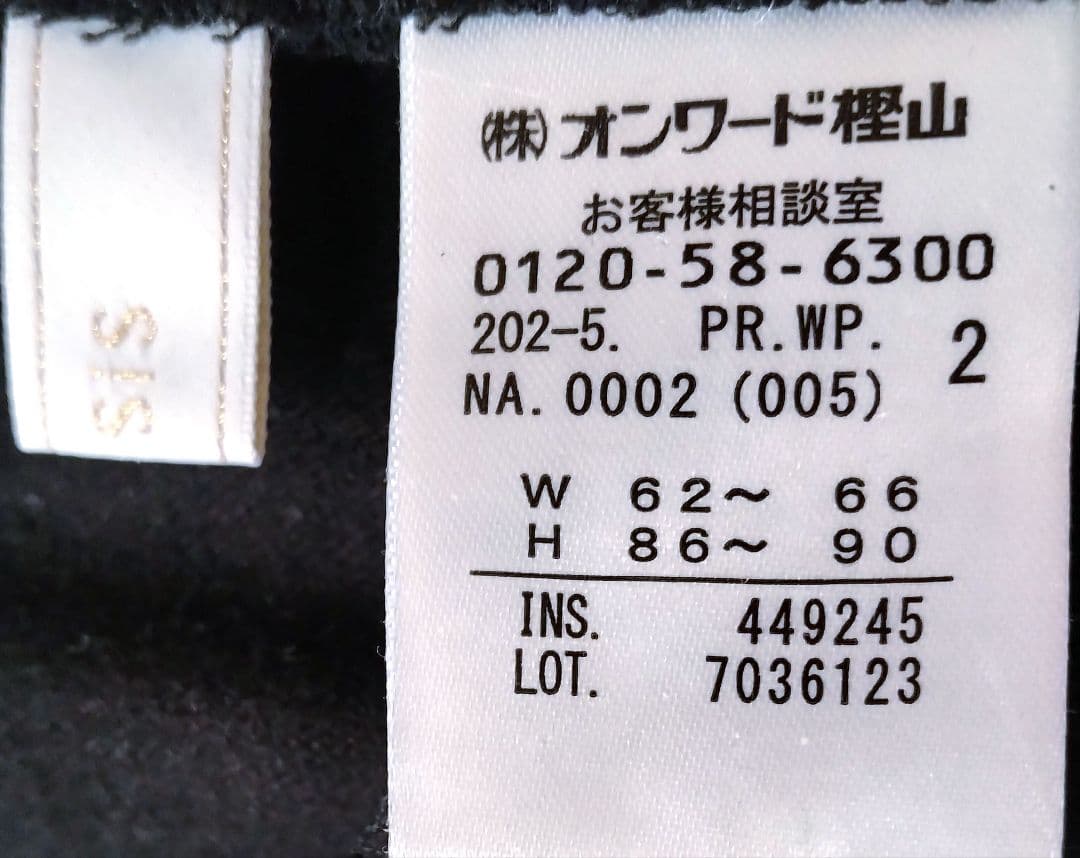 SIS
(株)オンワード樫山
お客様相談室
0120-58-6300
202-5. PR.WP. 2
NA.0002 (005)
W 62〜 66
H 86〜 90
INS. 449245
LOT. 7036123